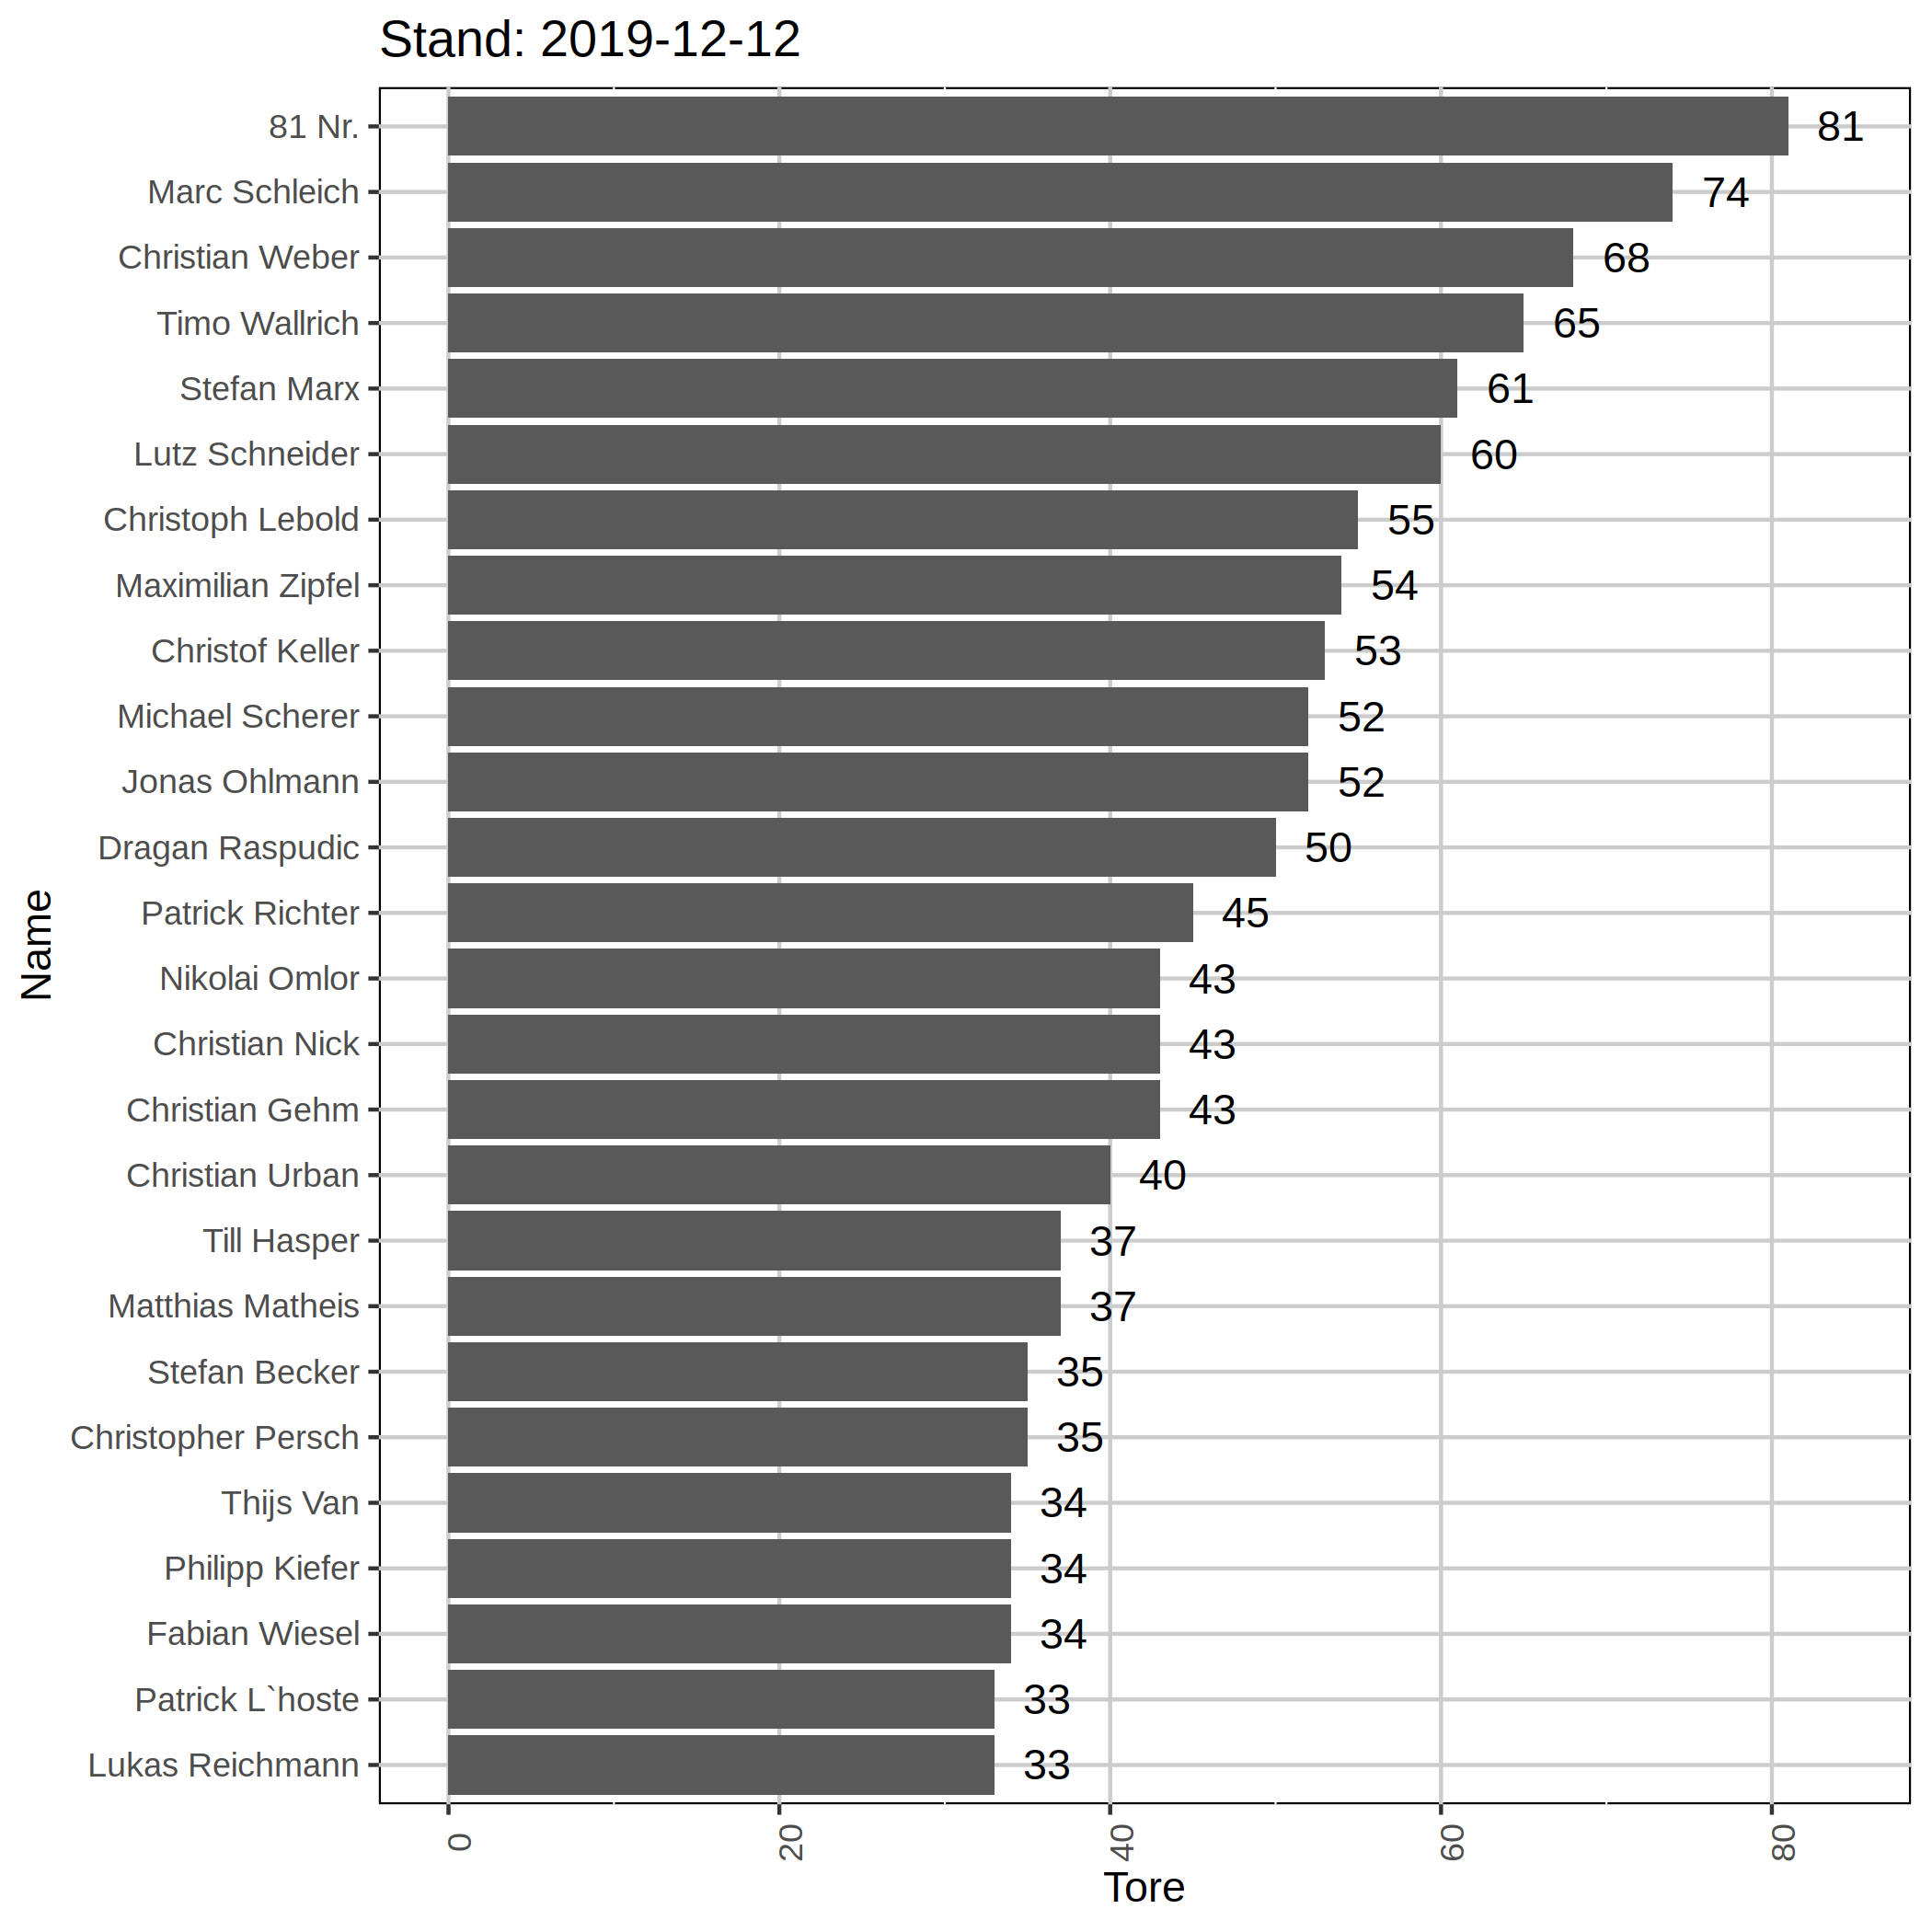 Stand: 2019-12-12
81 Nr. 81
Marc Schleich 74
Christian Weber 68
Timo Wallrich 65
Stefan Marx 61
Lutz Schneider 60
Christoph Lebold 55
Maximilian Zipfel 54
Christof Keller 53
Michael Scherer 52
Jonas Ohlmann 52
Dragan Raspudic 50
Patrick Richter 45
Nikolai Omlor 43
Christian Nick 43
Christian Gehm 43
Christian Urban 40
Till Hasper 37
Matthias Matheis 37
Stefan Becker 35
Christopher Persch 35
Thijs Van 34
Philipp Kiefer 34
Fabian Wiesel 34
Patrick L`hoste 33
Lukas Reichmann 33
Name
0 20 40 60 80
Tore